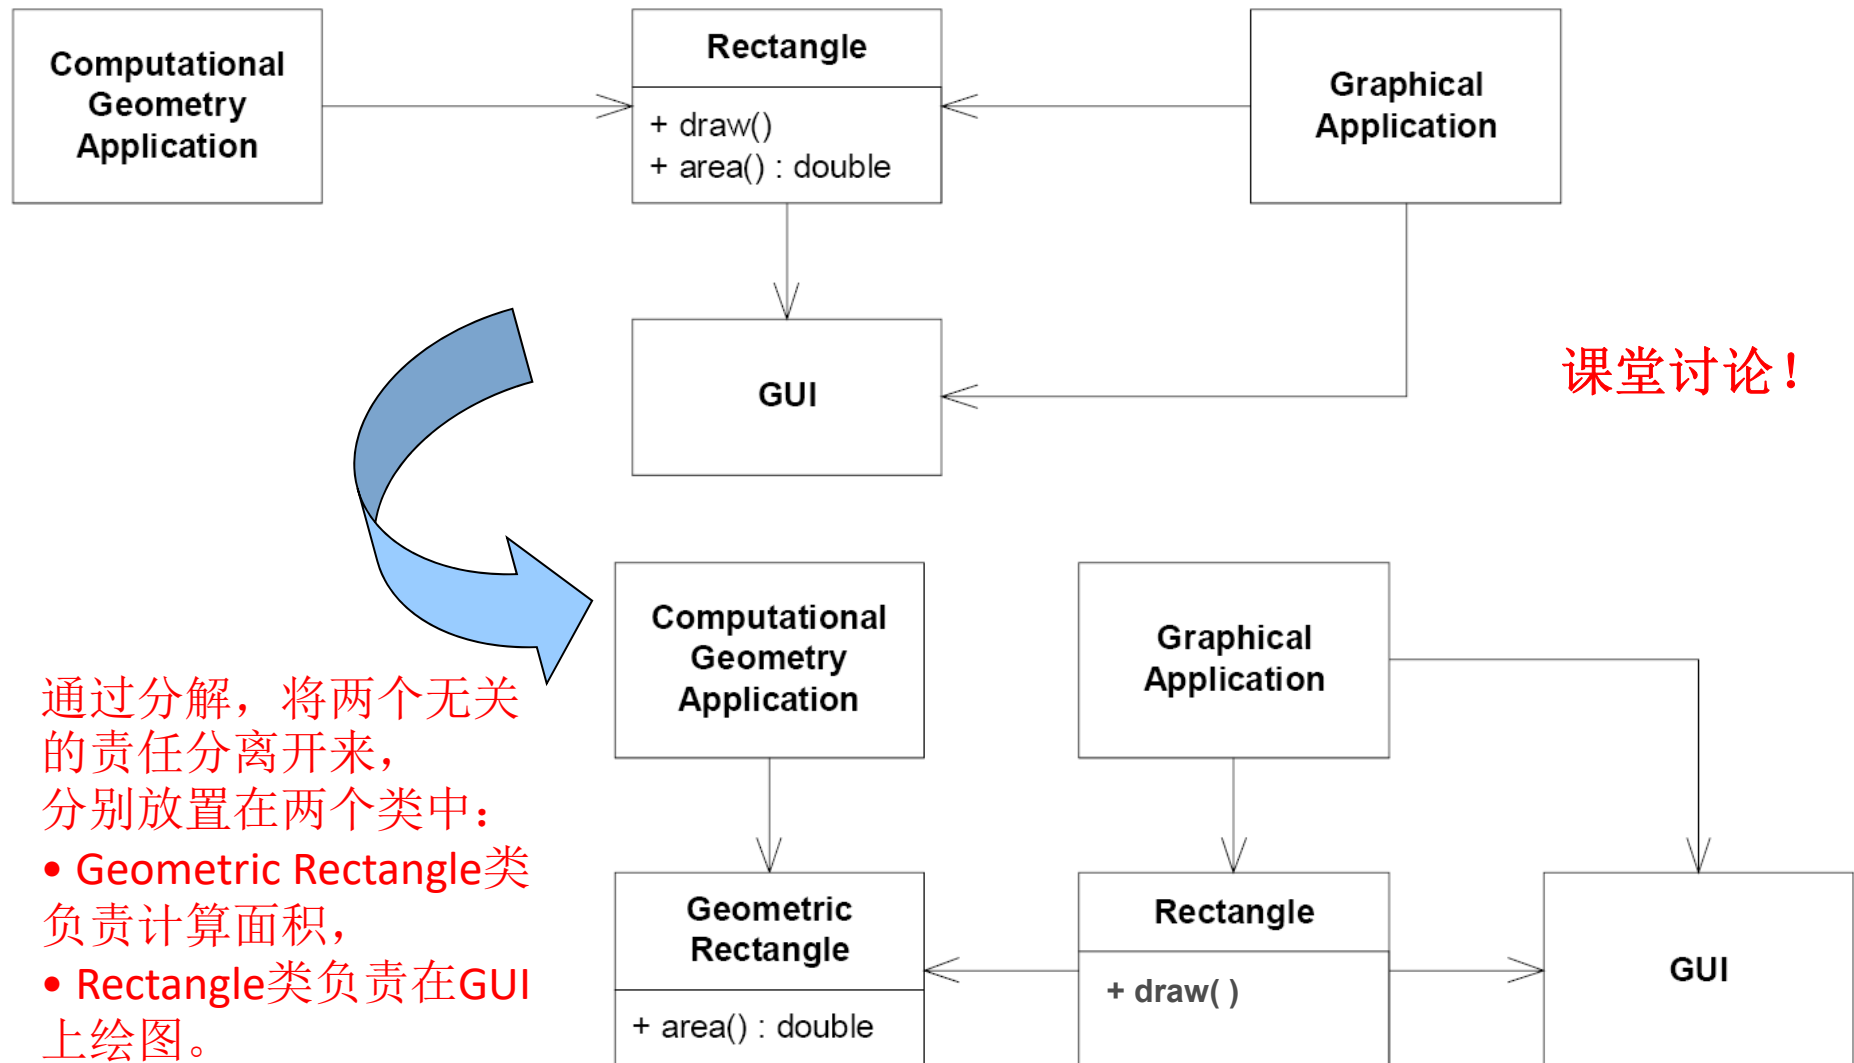 Computational
Geometry
Application
Rectangle
+ draw()
+ area() : double
Graphical
Application
GUI
课堂讨论！
Computational
Geometry
Application
Graphical
Application
通过分解，将两个无关
的责任分离开来，
分别放置在两个类中：
• Geometric Rectangle类
负责计算面积，
• Rectangle类负责在GUI
上绘图。
Geometric
Rectangle
+ area() : double
Rectangle
+ draw( )
GUI